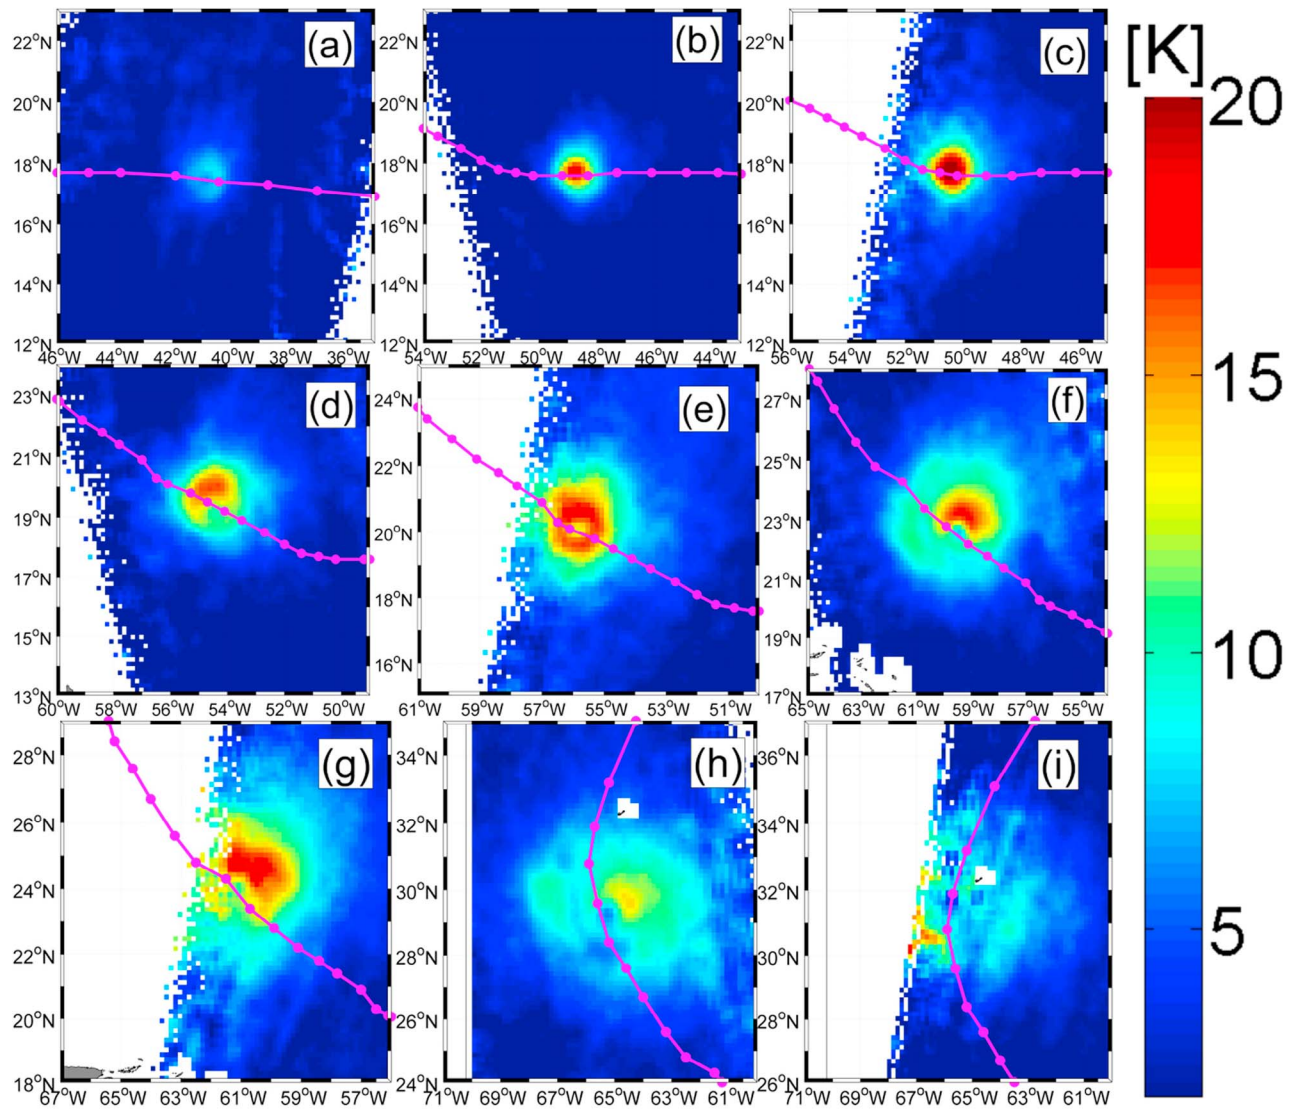 [K]
20
15
10
5
(a)
22°N
20°N
18°N
16°N
14°N
12°N
46°W 44°W 42°W 40°W 38°W 36°W
(b)
22°N
20°N
18°N
16°N
14°N
12°N
54°W 52°W 50°W 48°W 46°W 44°W
(c)
22°N
20°N
18°N
16°N
14°N
12°N
56°W 54°W 52°W 50°W 48°W 46°W
(d)
23°N
21°N
19°N
17°N
15°N
13°N
60°W 58°W 56°W 54°W 52°W 50°W
(e)
24°N
22°N
20°N
18°N
16°N
61°W 59°W 57°W 55°W 53°W 51°W
(f)
27°N
25°N
23°N
21°N
19°N
17°N
65°W 63°W 61°W 59°W 57°W 55°W
(g)
28°N
26°N
24°N
22°N
20°N
18°N
67°W 65°W 63°W 61°W 59°W 57°W
(h)
34°N
32°N
30°N
28°N
26°N
24°N
71°W 69°W 67°W 65°W 63°W 61°W
(i)
36°N
34°N
32°N
30°N
28°N
26°N
71°W 69°W 67°W 65°W 63°W 61°W